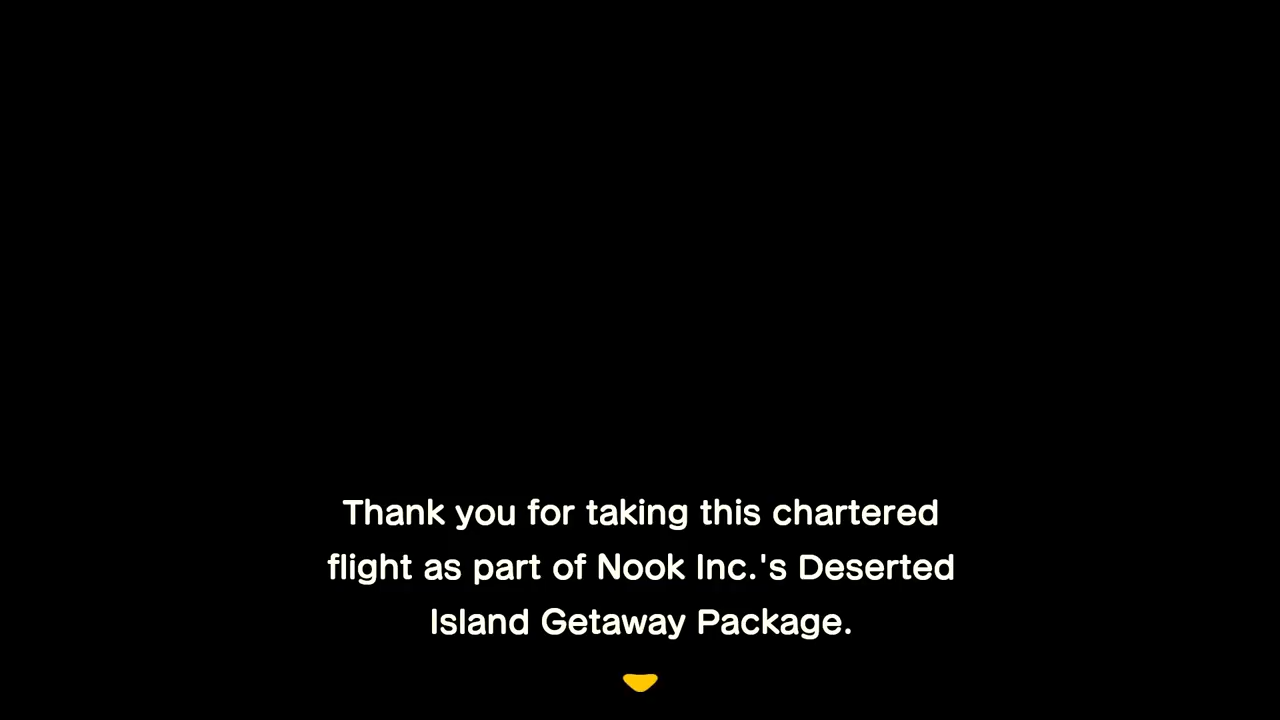 Thank you for taking this chartered
flight as part of Nook Inc.'s Deserted
Island Getaway Package.